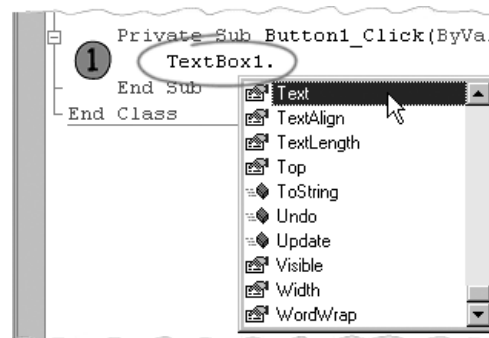 Private Sub Button1_Click(ByVa
1
TextBox1.
End Sub
End Class
Text
TextAlign
TextLength
Top
ToString
Undo
Update
Visible
Width
WordWrap